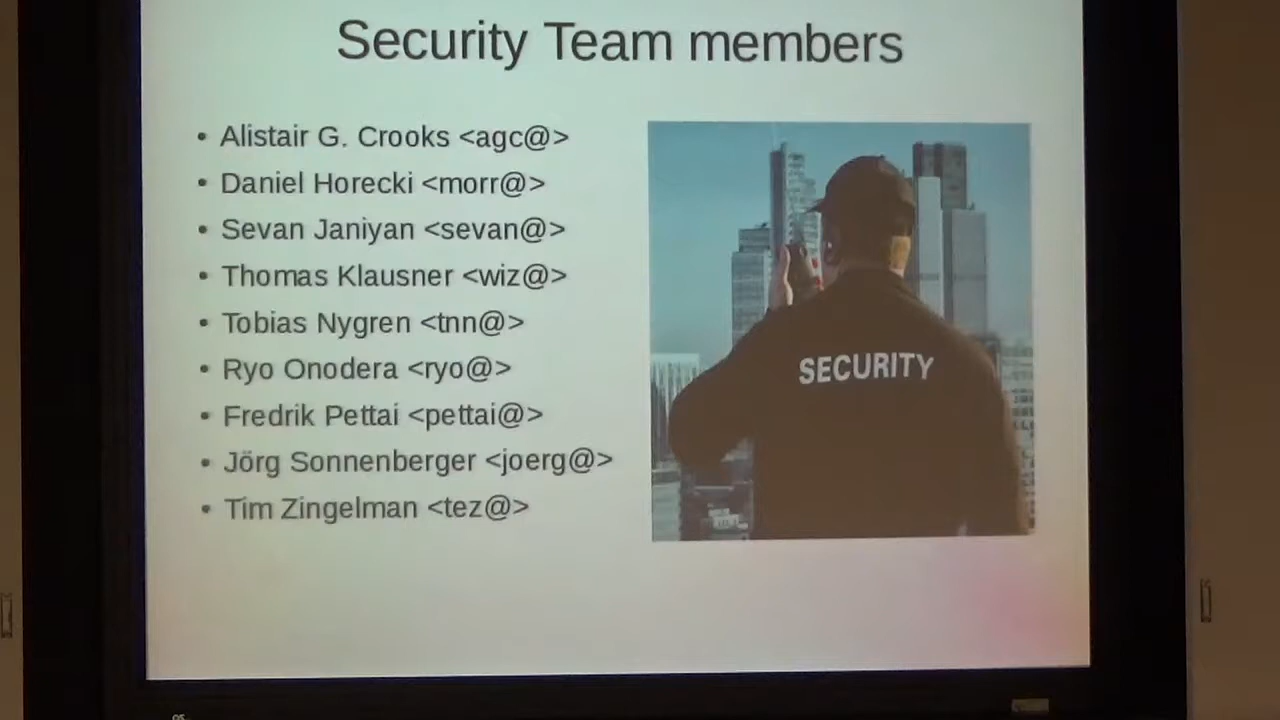 Security Team members
• Alistair G. Crooks <agc@>
• Daniel Horecki <morr@>
• Sevan Janiyan <sevan@>
• Thomas Klausner <wiz@>
• Tobias Nygren <tnn@>
• Ryo Onodera <ryo@>
• Fredrik Pettai <pettai@>
• Jörg Sonnenberger <joerg@>
• Tim Zingelman <tez@>
SECURITY